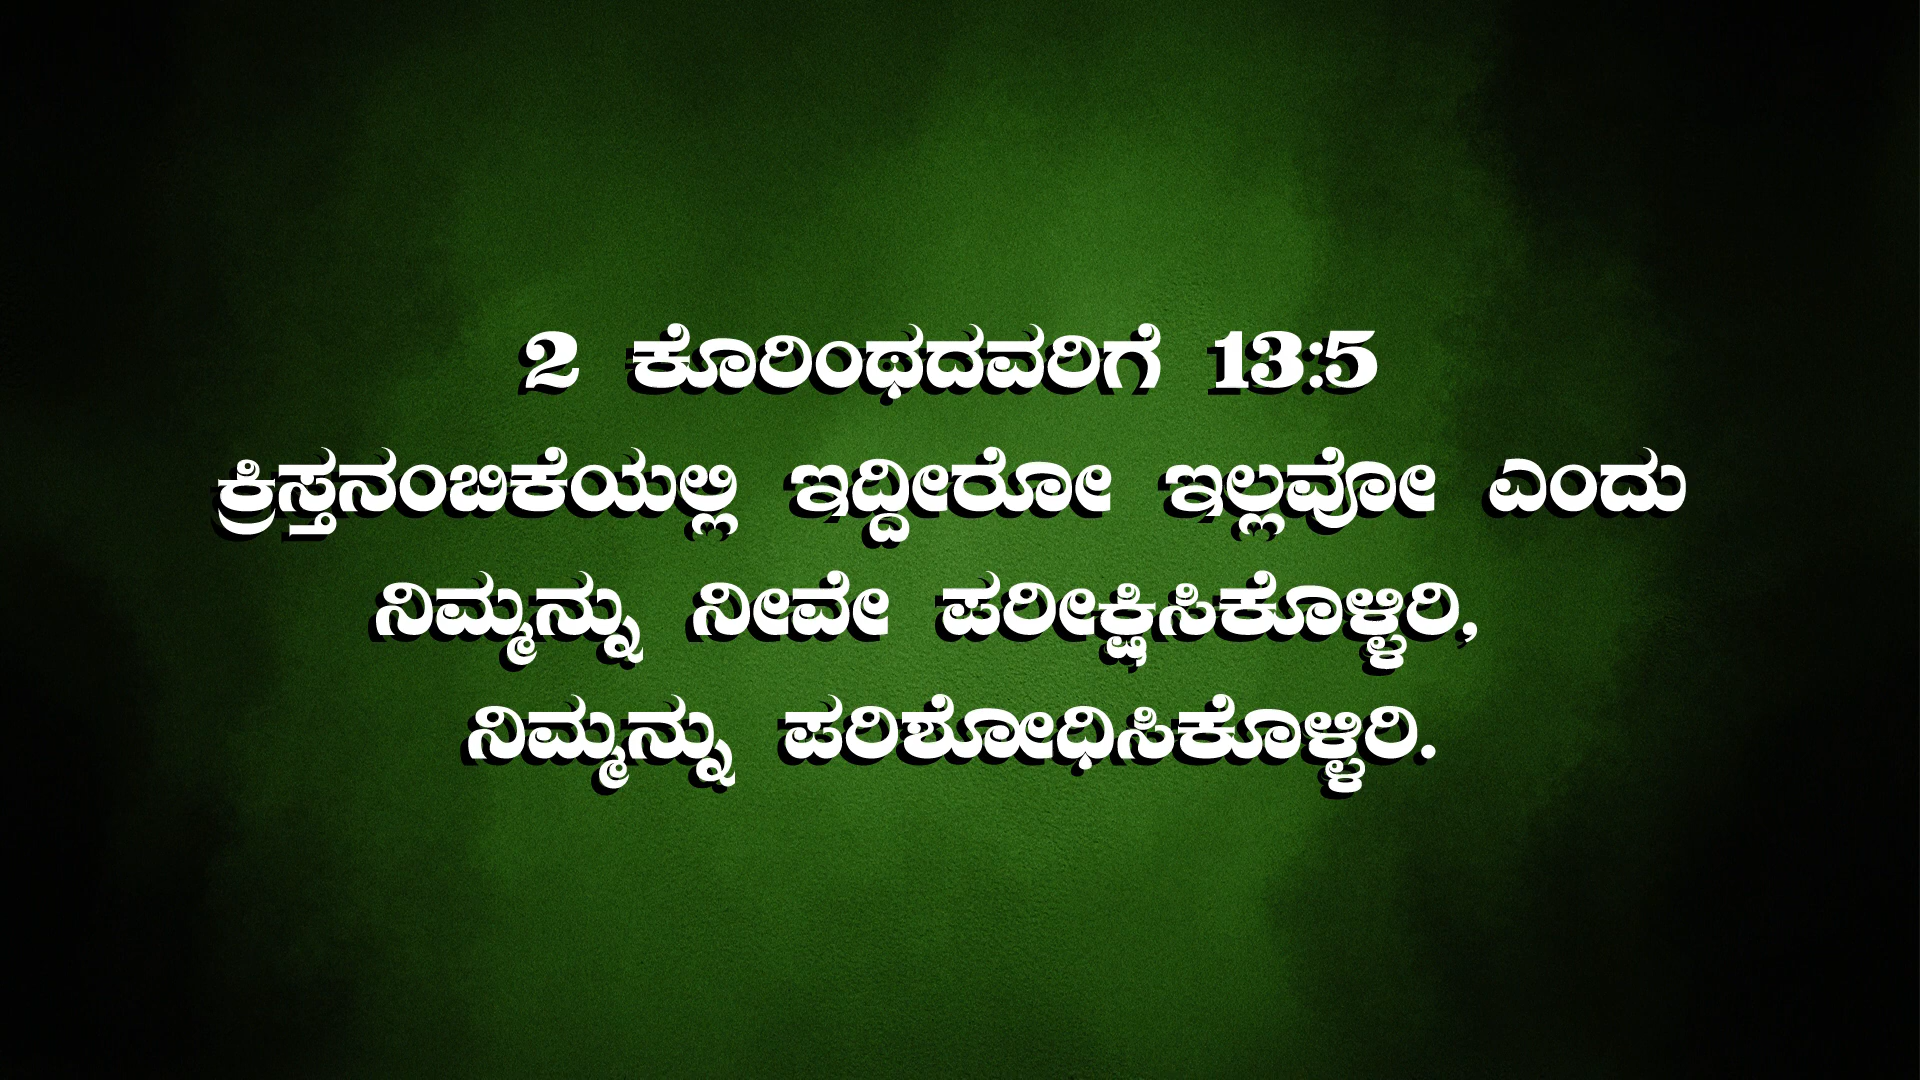 2 ಕೊರಿಂಥದವರಿಗೆ 13:5
ಕ್ರಿಸ್ತನಂಬಿಕೆಯಲ್ಲಿ ಇದ್ದೀರೋ ಇಲ್ಲವೋ ಎಂದು
ನಿಮ್ಮನ್ನು ನೀವೇ ಪರೀಕ್ಷಿಸಿಕೊಳ್ಳಿರಿ,
ನಿಮ್ಮನ್ನು ಪರಿಶೋಧಿಸಿಕೊಳ್ಳಿರಿ.